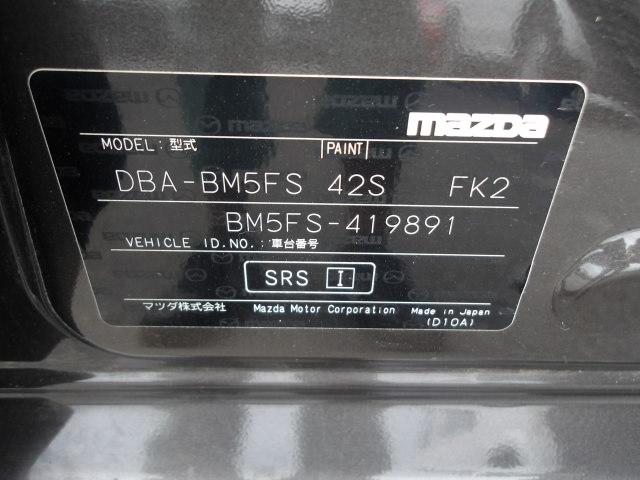 mazda
MODEL: 型式 PAINT
DBA-BM5FS 42S FK2
BM5FS-419891
VEHICLE ID.NO.: 車台番号
SRS I
マツダ株式会社 Mazda Motor Corporation Made in Japan
(D10A)